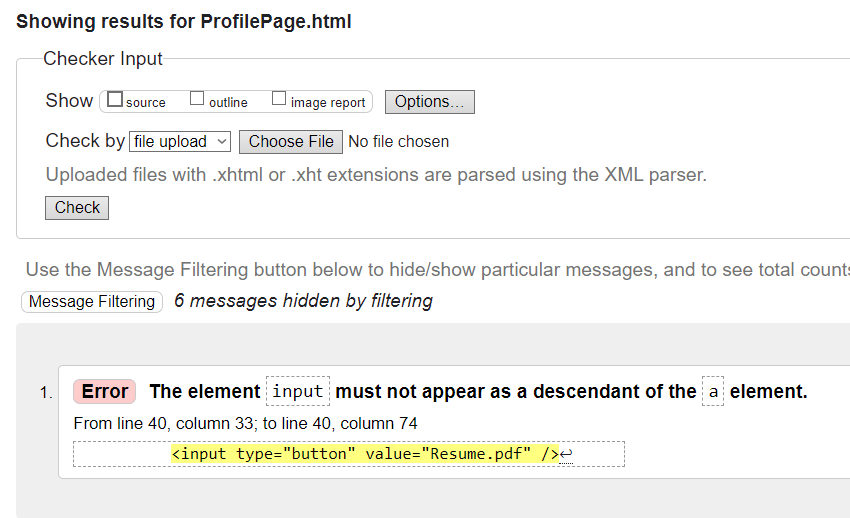 Showing results for ProfilePage.html
Checker Input
Show source outline image report Options...
Check by file upload Choose File No file chosen
Uploaded files with .xhtml or .xht extensions are parsed using the XML parser.
Check
Use the Message Filtering button below to hide/show particular messages, and to see total counts
Message Filtering 6 messages hidden by filtering
1. Error The element input must not appear as a descendant of the a element.
From line 40, column 33; to line 40, column 74
<input type="button" value="Resume.pdf" />↩